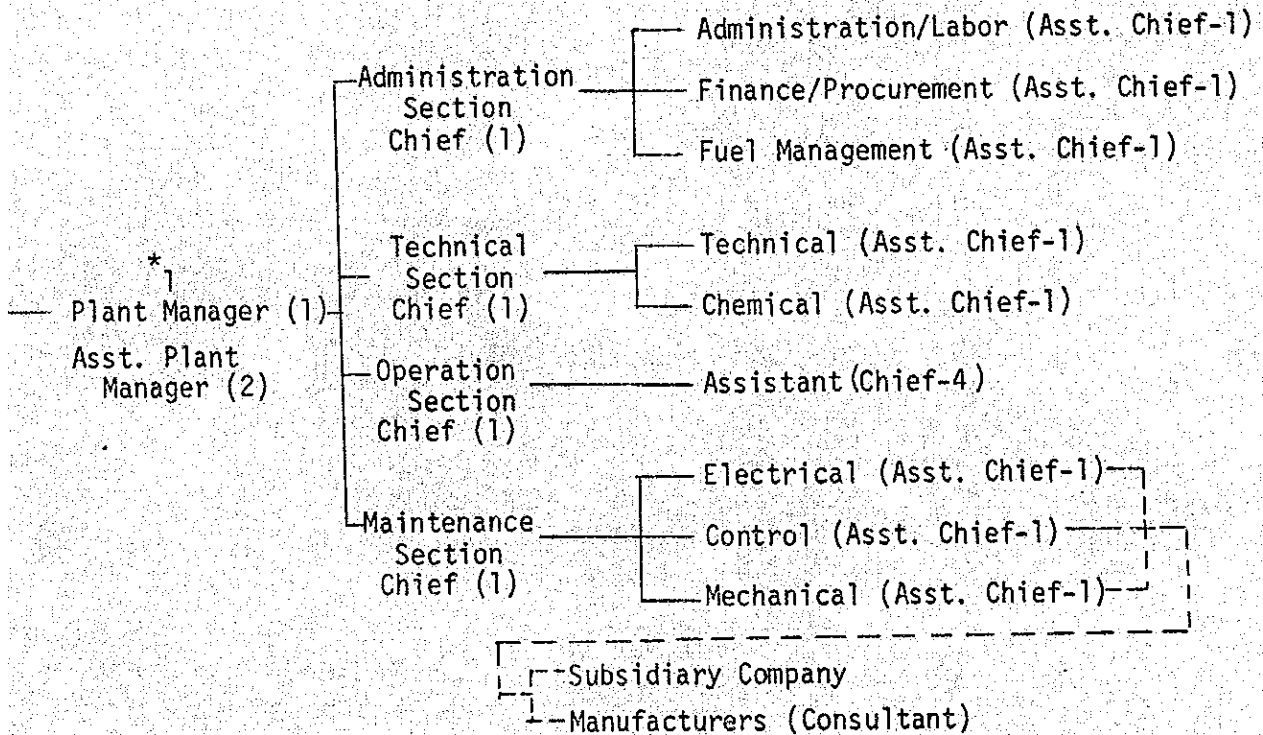 Administration/Labor (Asst. Chief-1)
Administration
Section
Chief (1)
Finance/Procurement (Asst. Chief-1)
Fuel Management (Asst. Chief-1)
Technical
Section
Chief (1)
Technical (Asst. Chief-1)
Chemical (Asst. Chief-1)
*1
Plant Manager (1)
Asst. Plant
Manager (2)
Operation
Section
Chief (1)
Assistant (Chief-4)
Maintenance
Section
Chief (1)
Electrical (Asst. Chief-1)
Control (Asst. Chief-1)
Mechanical (Asst. Chief-1)
Subsidiary Company
Manufacturers (Consultant)